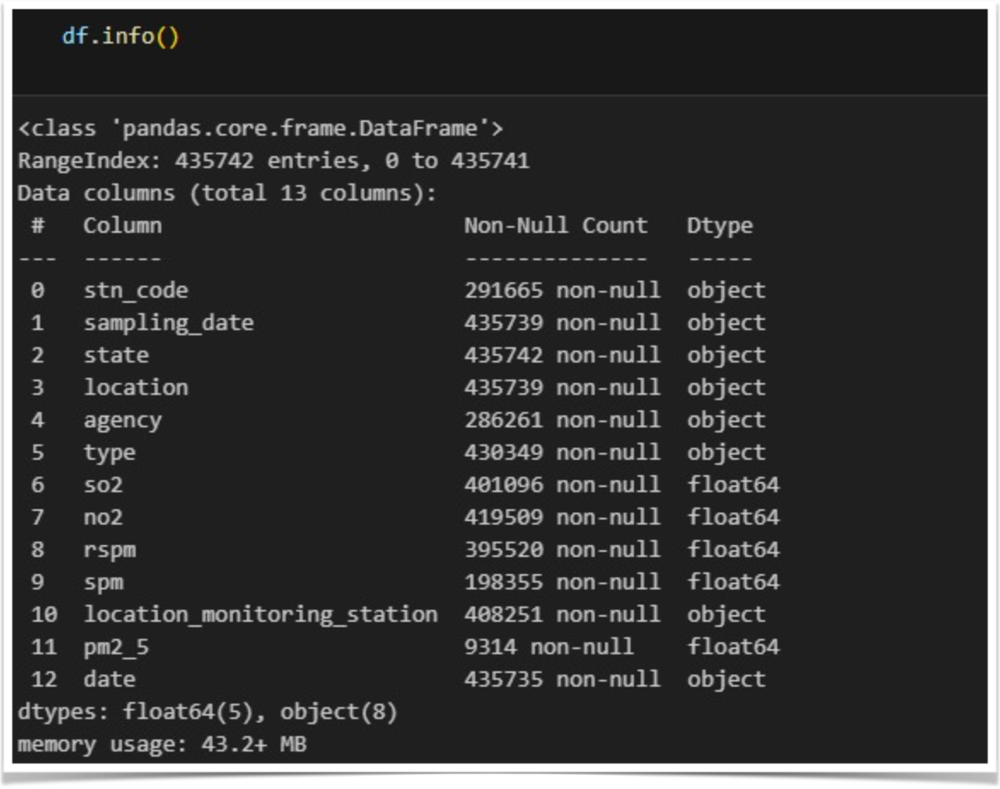 df.info()
<class 'pandas.core.frame.DataFrame'>
RangeIndex: 435742 entries, 0 to 435741
Data columns (total 13 columns):
 #   Column                       Non-Null Count   Dtype
---  ------                       --------------   -----
 0   stn_code                     291665 non-null  object
 1   sampling_date                435739 non-null  object
 2   state                        435742 non-null  object
 3   location                     435739 non-null  object
 4   agency                       286261 non-null  object
 5   type                         430349 non-null  object
 6   so2                          401096 non-null  float64
 7   no2                          419509 non-null  float64
 8   rspm                         395520 non-null  float64
 9   spm                          198355 non-null  float64
 10  location_monitoring_station  408251 non-null  object
 11  pm2_5                        9314 non-null    float64
 12  date                         435735 non-null  object
dtypes: float64(5), object(8)
memory usage: 43.2+ MB